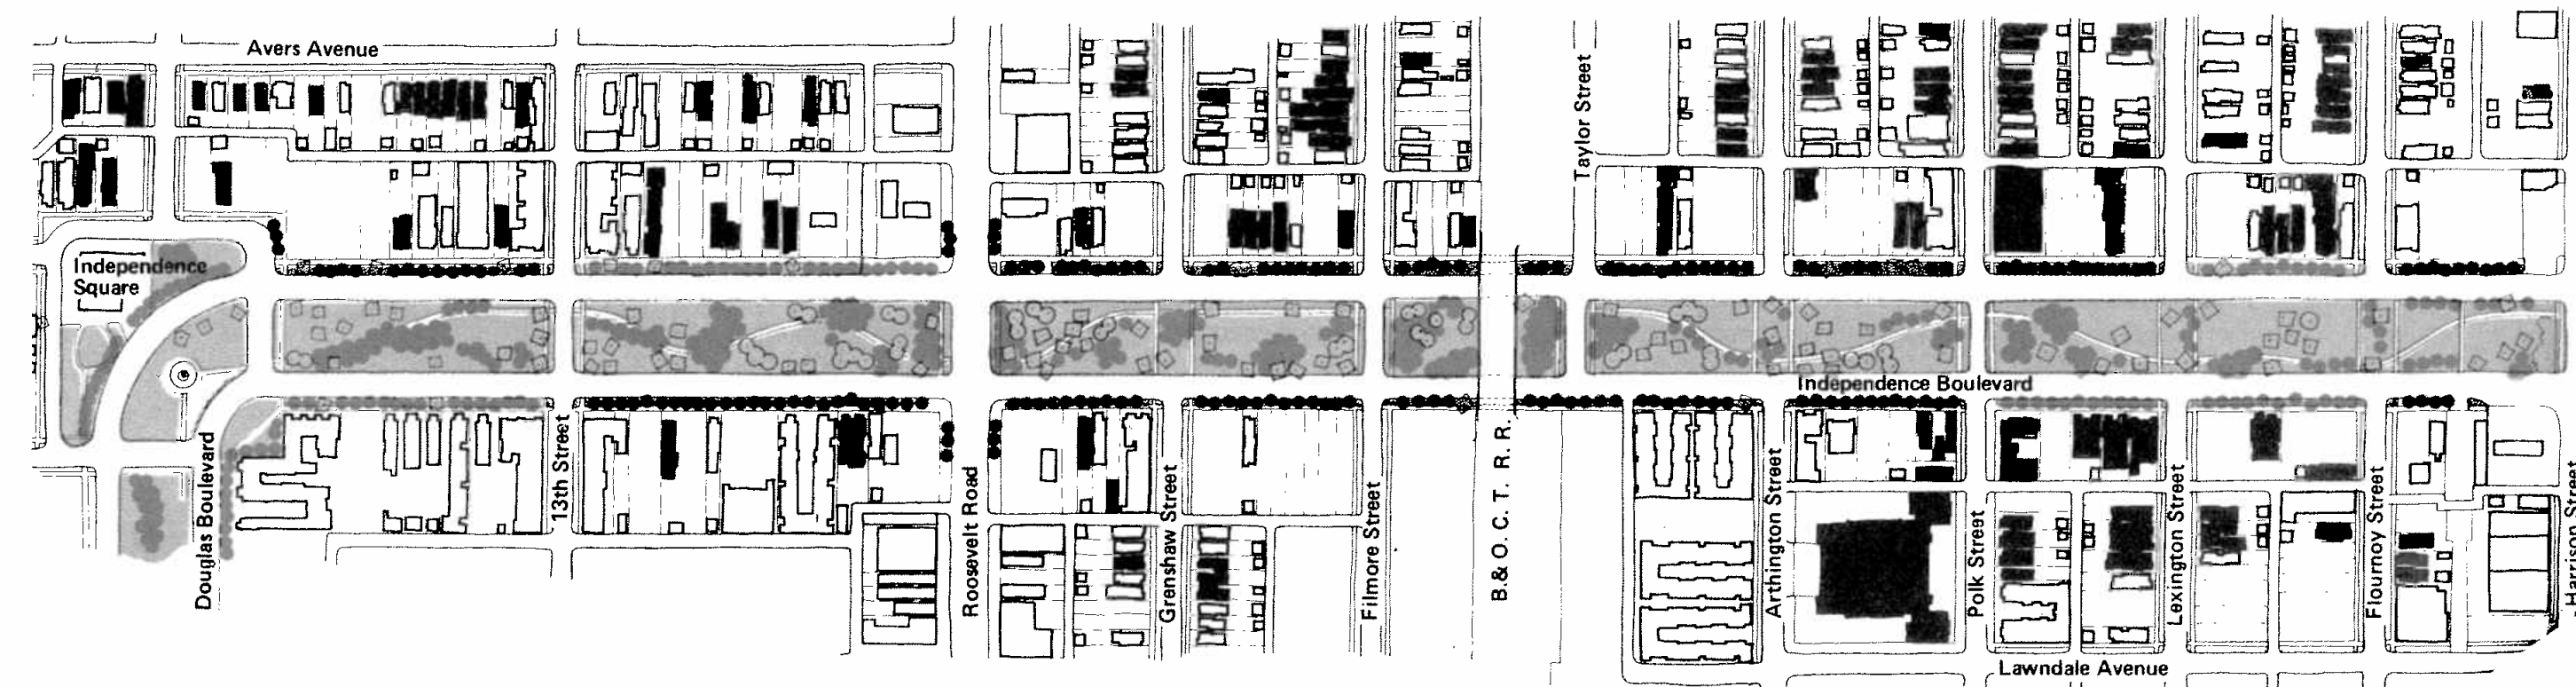 Avers Avenue
Independence
Square
Douglas Boulevard
13th Street
Roosevelt Road
Grenshaw Street
Filmore Street
B.& O. C. T. R. R.
Taylor Street
Independence Boulevard
Arthington Street
Polk Street
Lexington Street
Flournoy Street
Harrison Street
Lawndale Avenue